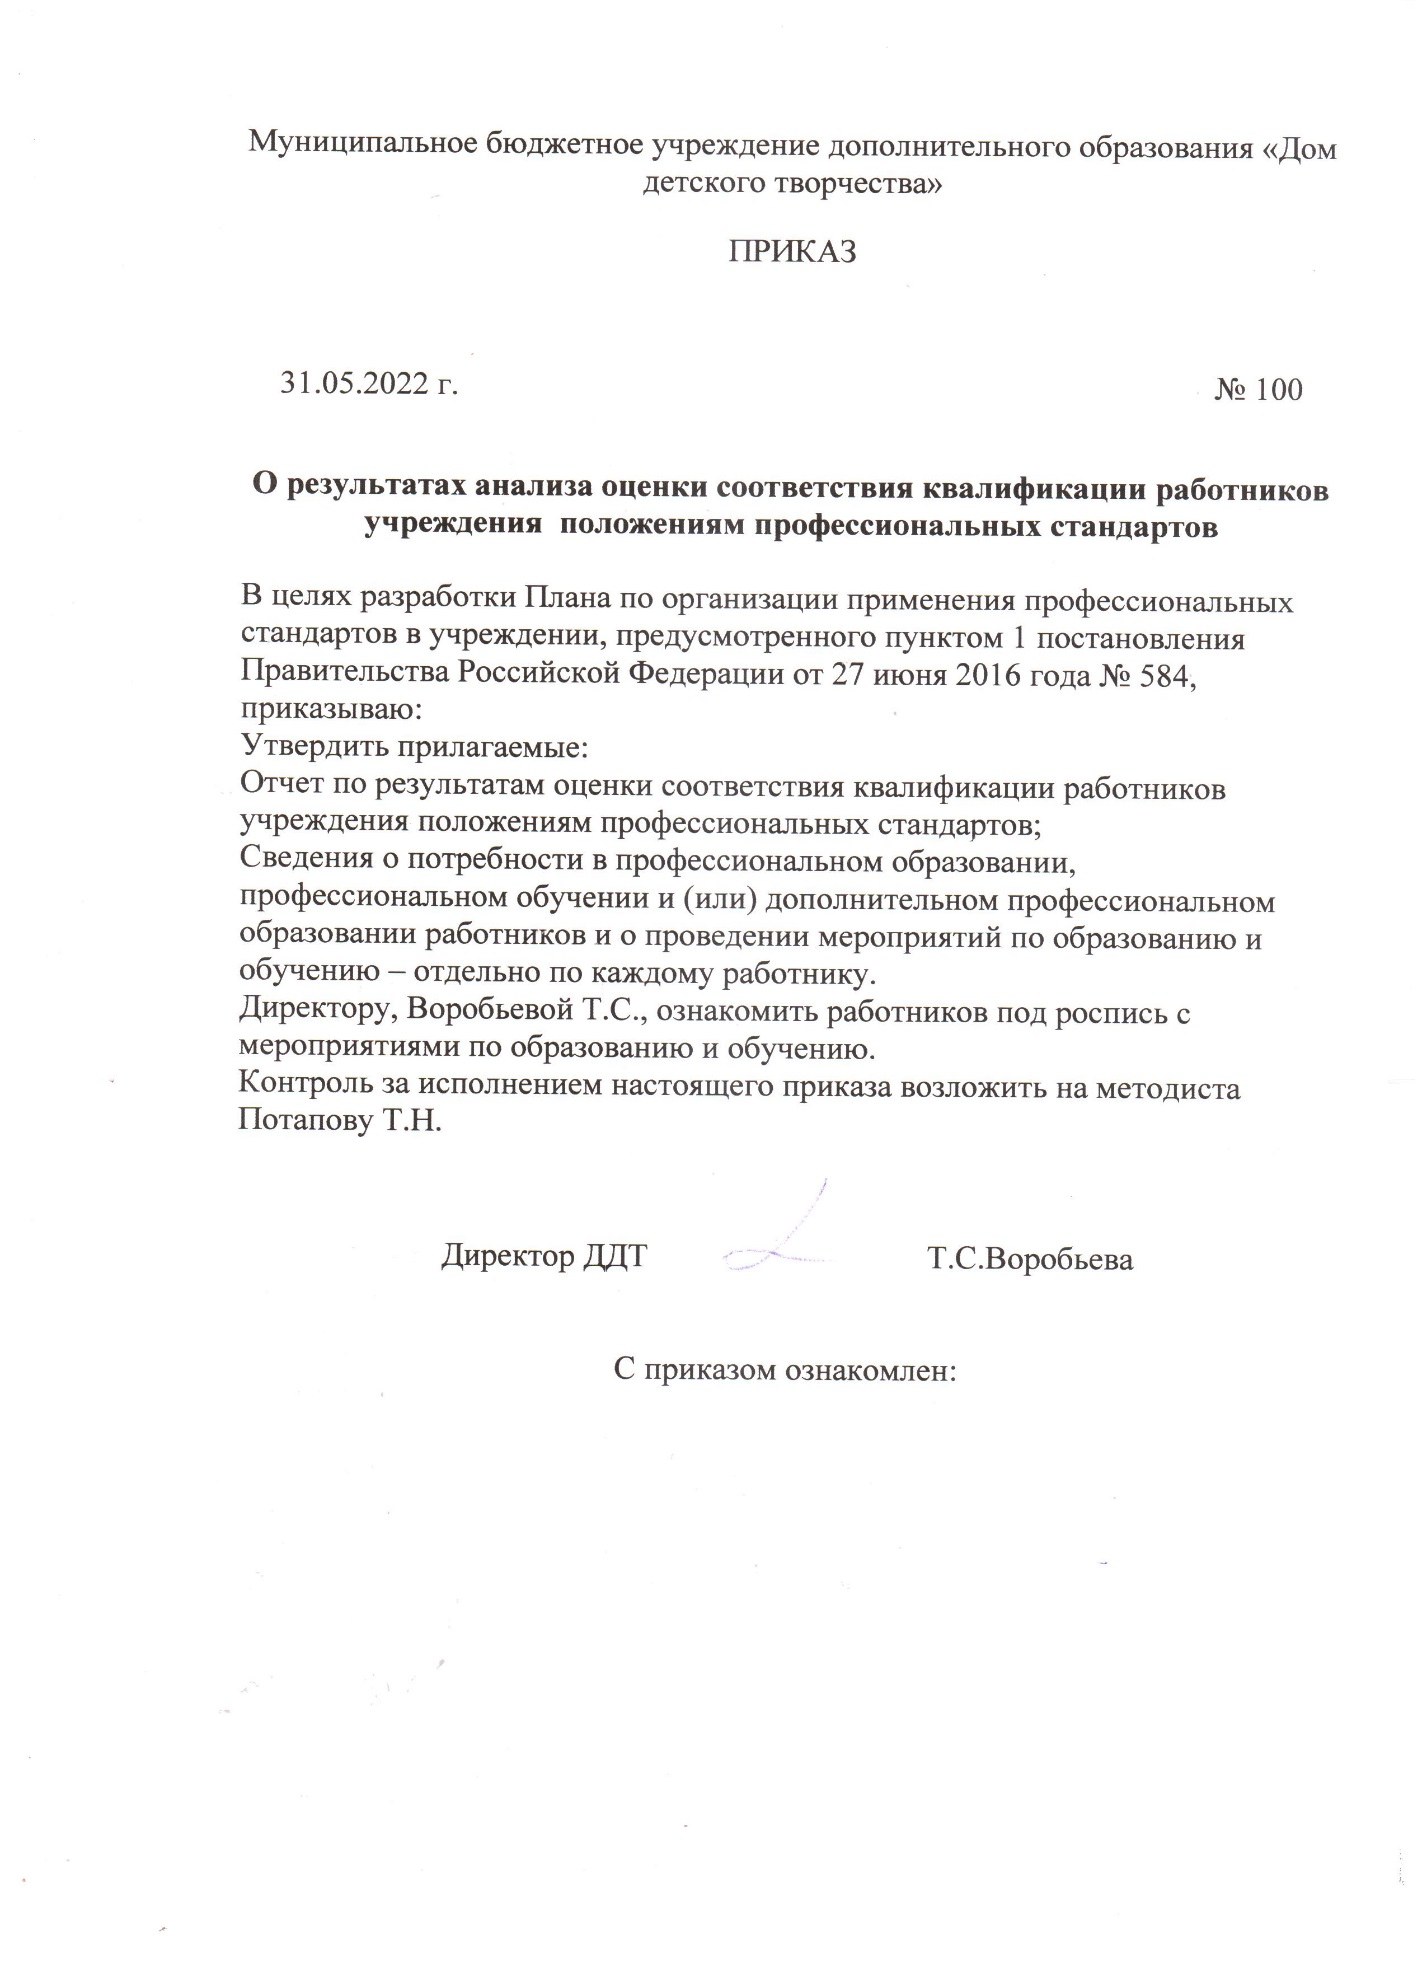 Муниципальное бюджетное учреждение дополнительного образования «Дом
детского творчества»
ПРИКАЗ
31.05.2022 г. № 100
О результатах анализа оценки соответствия квалификации работников
учреждения положениям профессиональных стандартов
В целях разработки Плана по организации применения профессиональных
стандартов в учреждении, предусмотренного пунктом 1 постановления
Правительства Российской Федерации от 27 июня 2016 года № 584,
приказываю:
Утвердить прилагаемые:
Отчет по результатам оценки соответствия квалификации работников
учреждения положениям профессиональных стандартов;
Сведения о потребности в профессиональном образовании,
профессиональном обучении и (или) дополнительном профессиональном
образовании работников и о проведении мероприятий по образованию и
обучению – отдельно по каждому работнику.
Директору, Воробьевой Т.С., ознакомить работников под роспись с
мероприятиями по образованию и обучению.
Контроль за исполнением настоящего приказа возложить на методиста
Потапову Т.Н.
Директор ДДТ Т.С.Воробьева
С приказом ознакомлен: